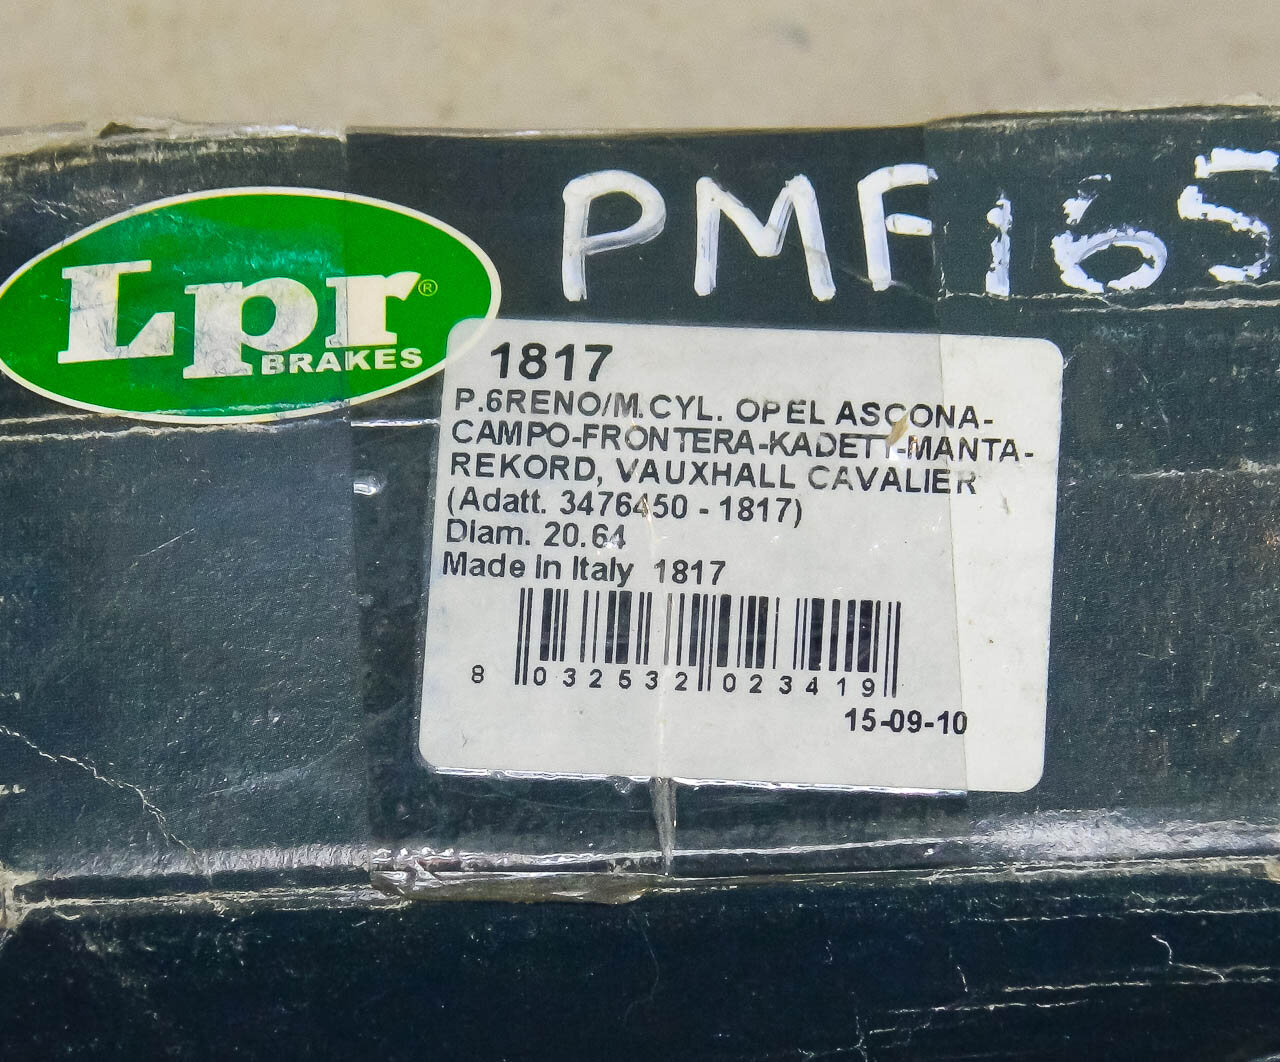 PMF165
Lpr®
BRAKES
1817
P.6RENO/M.CYL. OPEL ASCONA-
CAMPO-FRONTERA-KADETT-MANTA-
REKORD, VAUXHALL CAVALIER
(Adatt. 3476450 - 1817)
Diam. 20.64
Made in Italy 1817
8 032532 023419
15-09-10